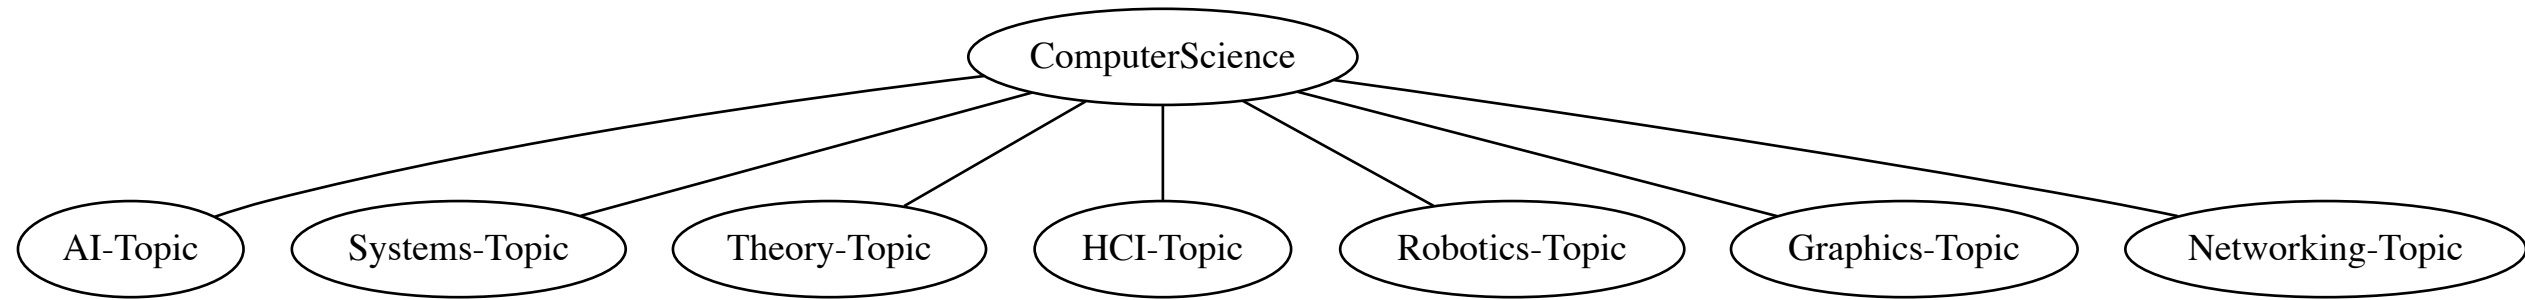 ComputerScience
AI-Topic
Systems-Topic
Theory-Topic
HCI-Topic
Robotics-Topic
Graphics-Topic
Networking-Topic